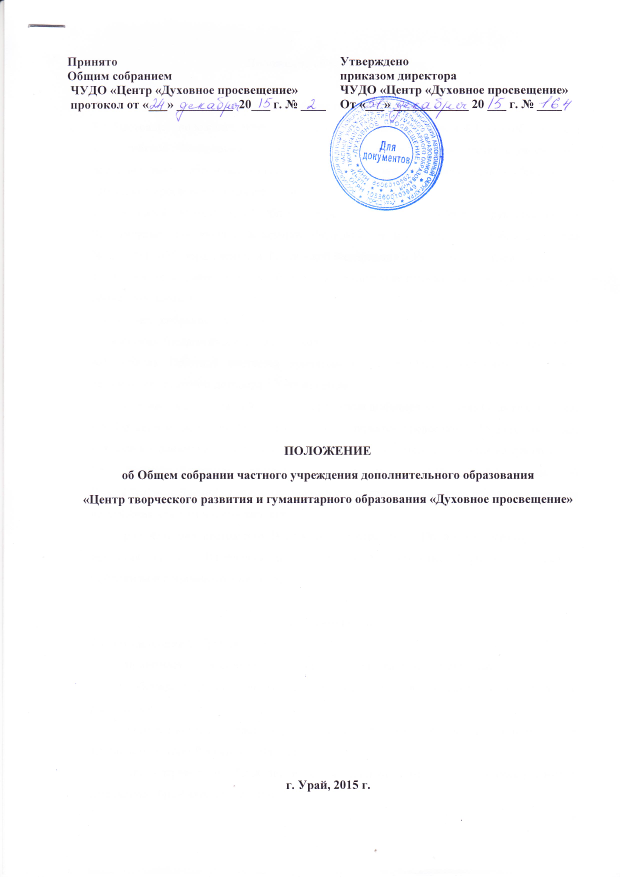 Принято
Общим собранием
ЧУДО «Центр «Духовное просвещение»
протокол от «24» декабря 2015 г. № 2
Утверждено
приказом директора
ЧУДО «Центр «Духовное просвещение»
От «31» декабря 2015 г. № 164
Для
документов
ПОЛОЖЕНИЕ
об Общем собрании частного учреждения дополнительного образования
«Центр творческого развития и гуманитарного образования «Духовное просвещение»
г. Урай, 2015 г.